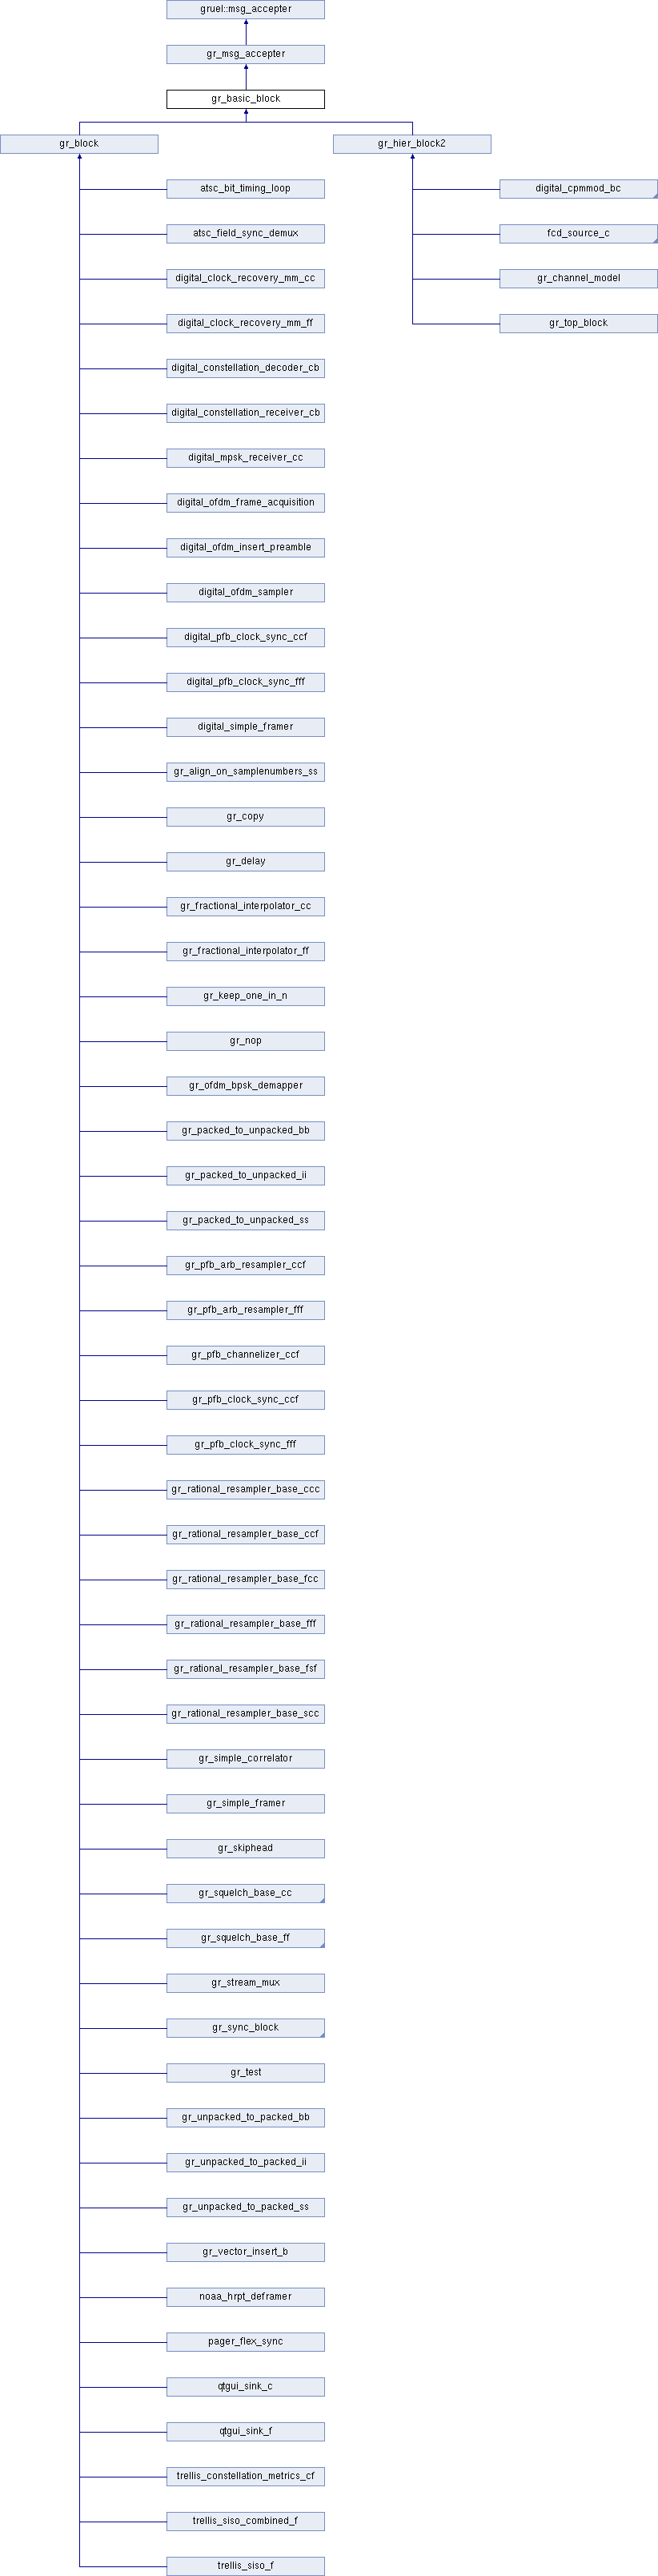 gruel::msg_accepter
gr_msg_accepter
gr_basic_block
gr_block
gr_hier_block2
atsc_bit_timing_loop
digital_cpmmod_bc
atsc_field_sync_demux
fcd_source_c
digital_clock_recovery_mm_cc
gr_channel_model
digital_clock_recovery_mm_ff
gr_top_block
digital_constellation_decoder_cb
digital_constellation_receiver_cb
digital_mpsk_receiver_cc
digital_ofdm_frame_acquisition
digital_ofdm_insert_preamble
digital_ofdm_sampler
digital_pfb_clock_sync_ccf
digital_pfb_clock_sync_fff
digital_simple_framer
gr_align_on_samplenumbers_ss
gr_copy
gr_delay
gr_fractional_interpolator_cc
gr_fractional_interpolator_ff
gr_keep_one_in_n
gr_nop
gr_ofdm_bpsk_demapper
gr_packed_to_unpacked_bb
gr_packed_to_unpacked_ii
gr_packed_to_unpacked_ss
gr_pfb_arb_resampler_ccf
gr_pfb_arb_resampler_fff
gr_pfb_channelizer_ccf
gr_pfb_clock_sync_ccf
gr_pfb_clock_sync_fff
gr_rational_resampler_base_ccc
gr_rational_resampler_base_ccf
gr_rational_resampler_base_fcc
gr_rational_resampler_base_fff
gr_rational_resampler_base_fsf
gr_rational_resampler_base_scc
gr_simple_correlator
gr_simple_framer
gr_skiphead
gr_squelch_base_cc
gr_squelch_base_ff
gr_stream_mux
gr_sync_block
gr_test
gr_unpacked_to_packed_bb
gr_unpacked_to_packed_ii
gr_unpacked_to_packed_ss
gr_vector_insert_b
noaa_hrpt_deframer
pager_flex_sync
qtgui_sink_c
qtgui_sink_f
trellis_constellation_metrics_cf
trellis_siso_combined_f
trellis_siso_f